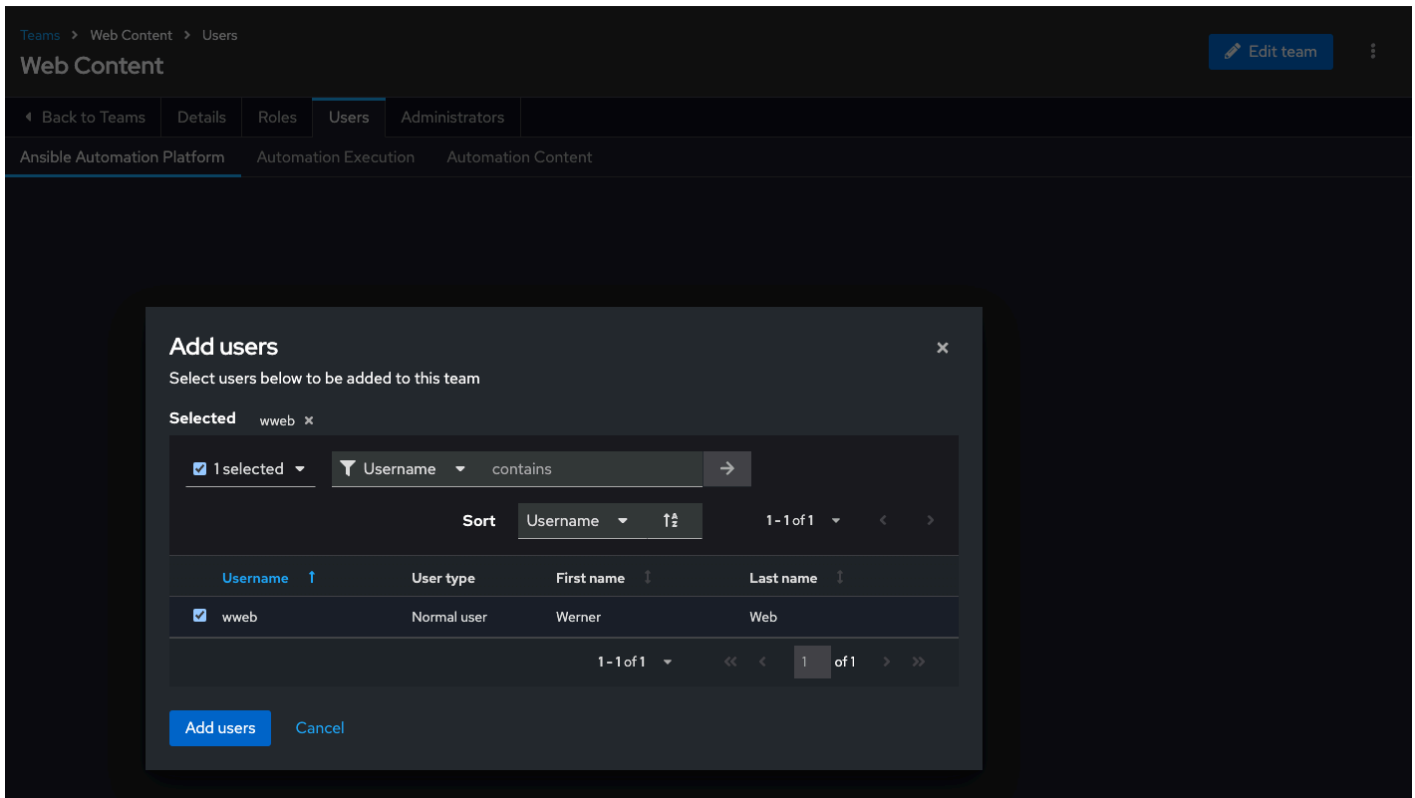 Teams > Web Content > Users
Web Content
Edit team
Back to Teams Details Roles Users Administrators
Ansible Automation Platform Automation Execution Automation Content
Add users
Select users below to be added to this team
Selected wweb ×
1 selected Username contains
Sort Username 1 - 1 of 1
Username User type First name Last name
wweb Normal user Werner Web
1 - 1 of 1 1 of 1
Add users Cancel